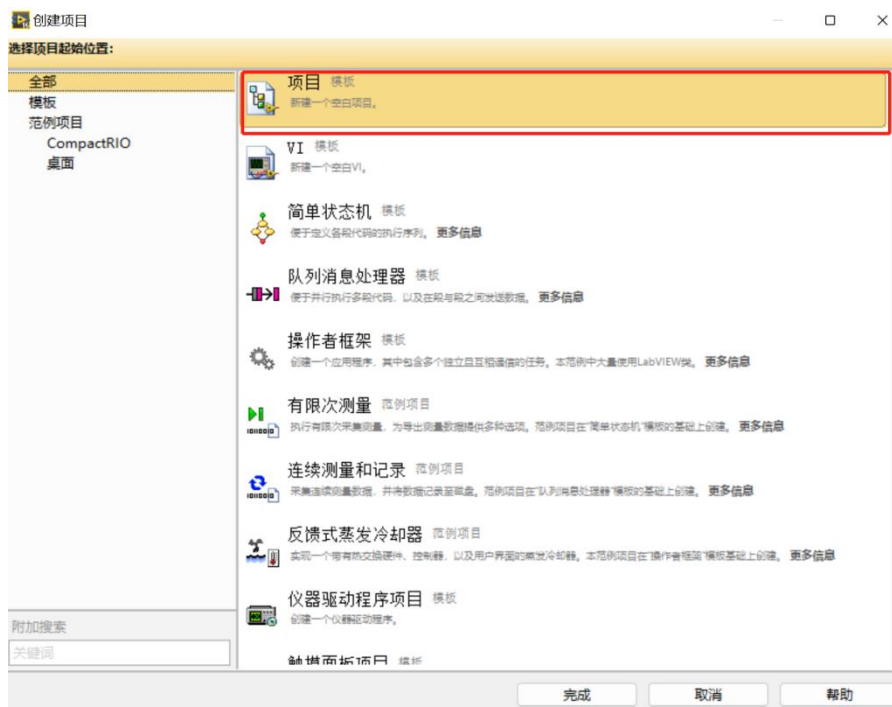 创建项目
选择项目起始位置：
全部
模板
范例项目
CompactRIO
桌面
项目 模板
新建一个空白项目。
VI 模板
新建一个空白VI。
简单状态机 模板
便于定义各段代码的执行序列。 更多信息
队列消息处理器 模板
便于并行执行多段代码，以及在段与段之间发送数据。 更多信息
操作者框架 模板
创建一个应用程序，其中包含多个独立且互相通信的任务。本范例中大量使用LabVIEW类。 更多信息
有限次测量 范例项目
执行有限次采集测量，为导出测量数据提供多种选项。范例项目在“简单状态机”模板的基础上创建。 更多信息
连续测量和记录 范例项目
采集连续测量数据，并将数据记录至磁盘。范例项目在“队列消息处理器”模板的基础上创建。 更多信息
反馈式蒸发冷却器 范例项目
实现一个带有热交换硬件、控制器，以及用户界面的蒸发冷却器。本范例项目在“操作者框架”模板基础上创建。 更多信息
仪器驱动程序项目 模板
创建一个仪器驱动程序。
触摸面板项目 模板
附加搜索
关键词
完成
取消
帮助